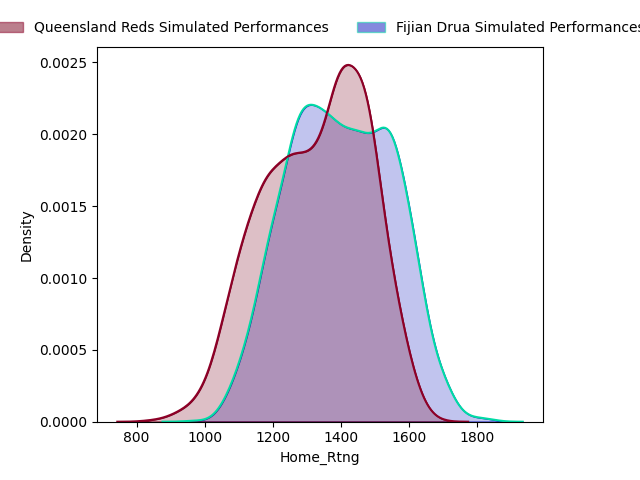 Queensland Reds Simulated Performances Fijian Drua Simulated Performances
0.0025
0.0020
0.0015
0.0010
0.0005
0.0000
Density
800 1000 1200 1400 1600 1800
Home_Rtng